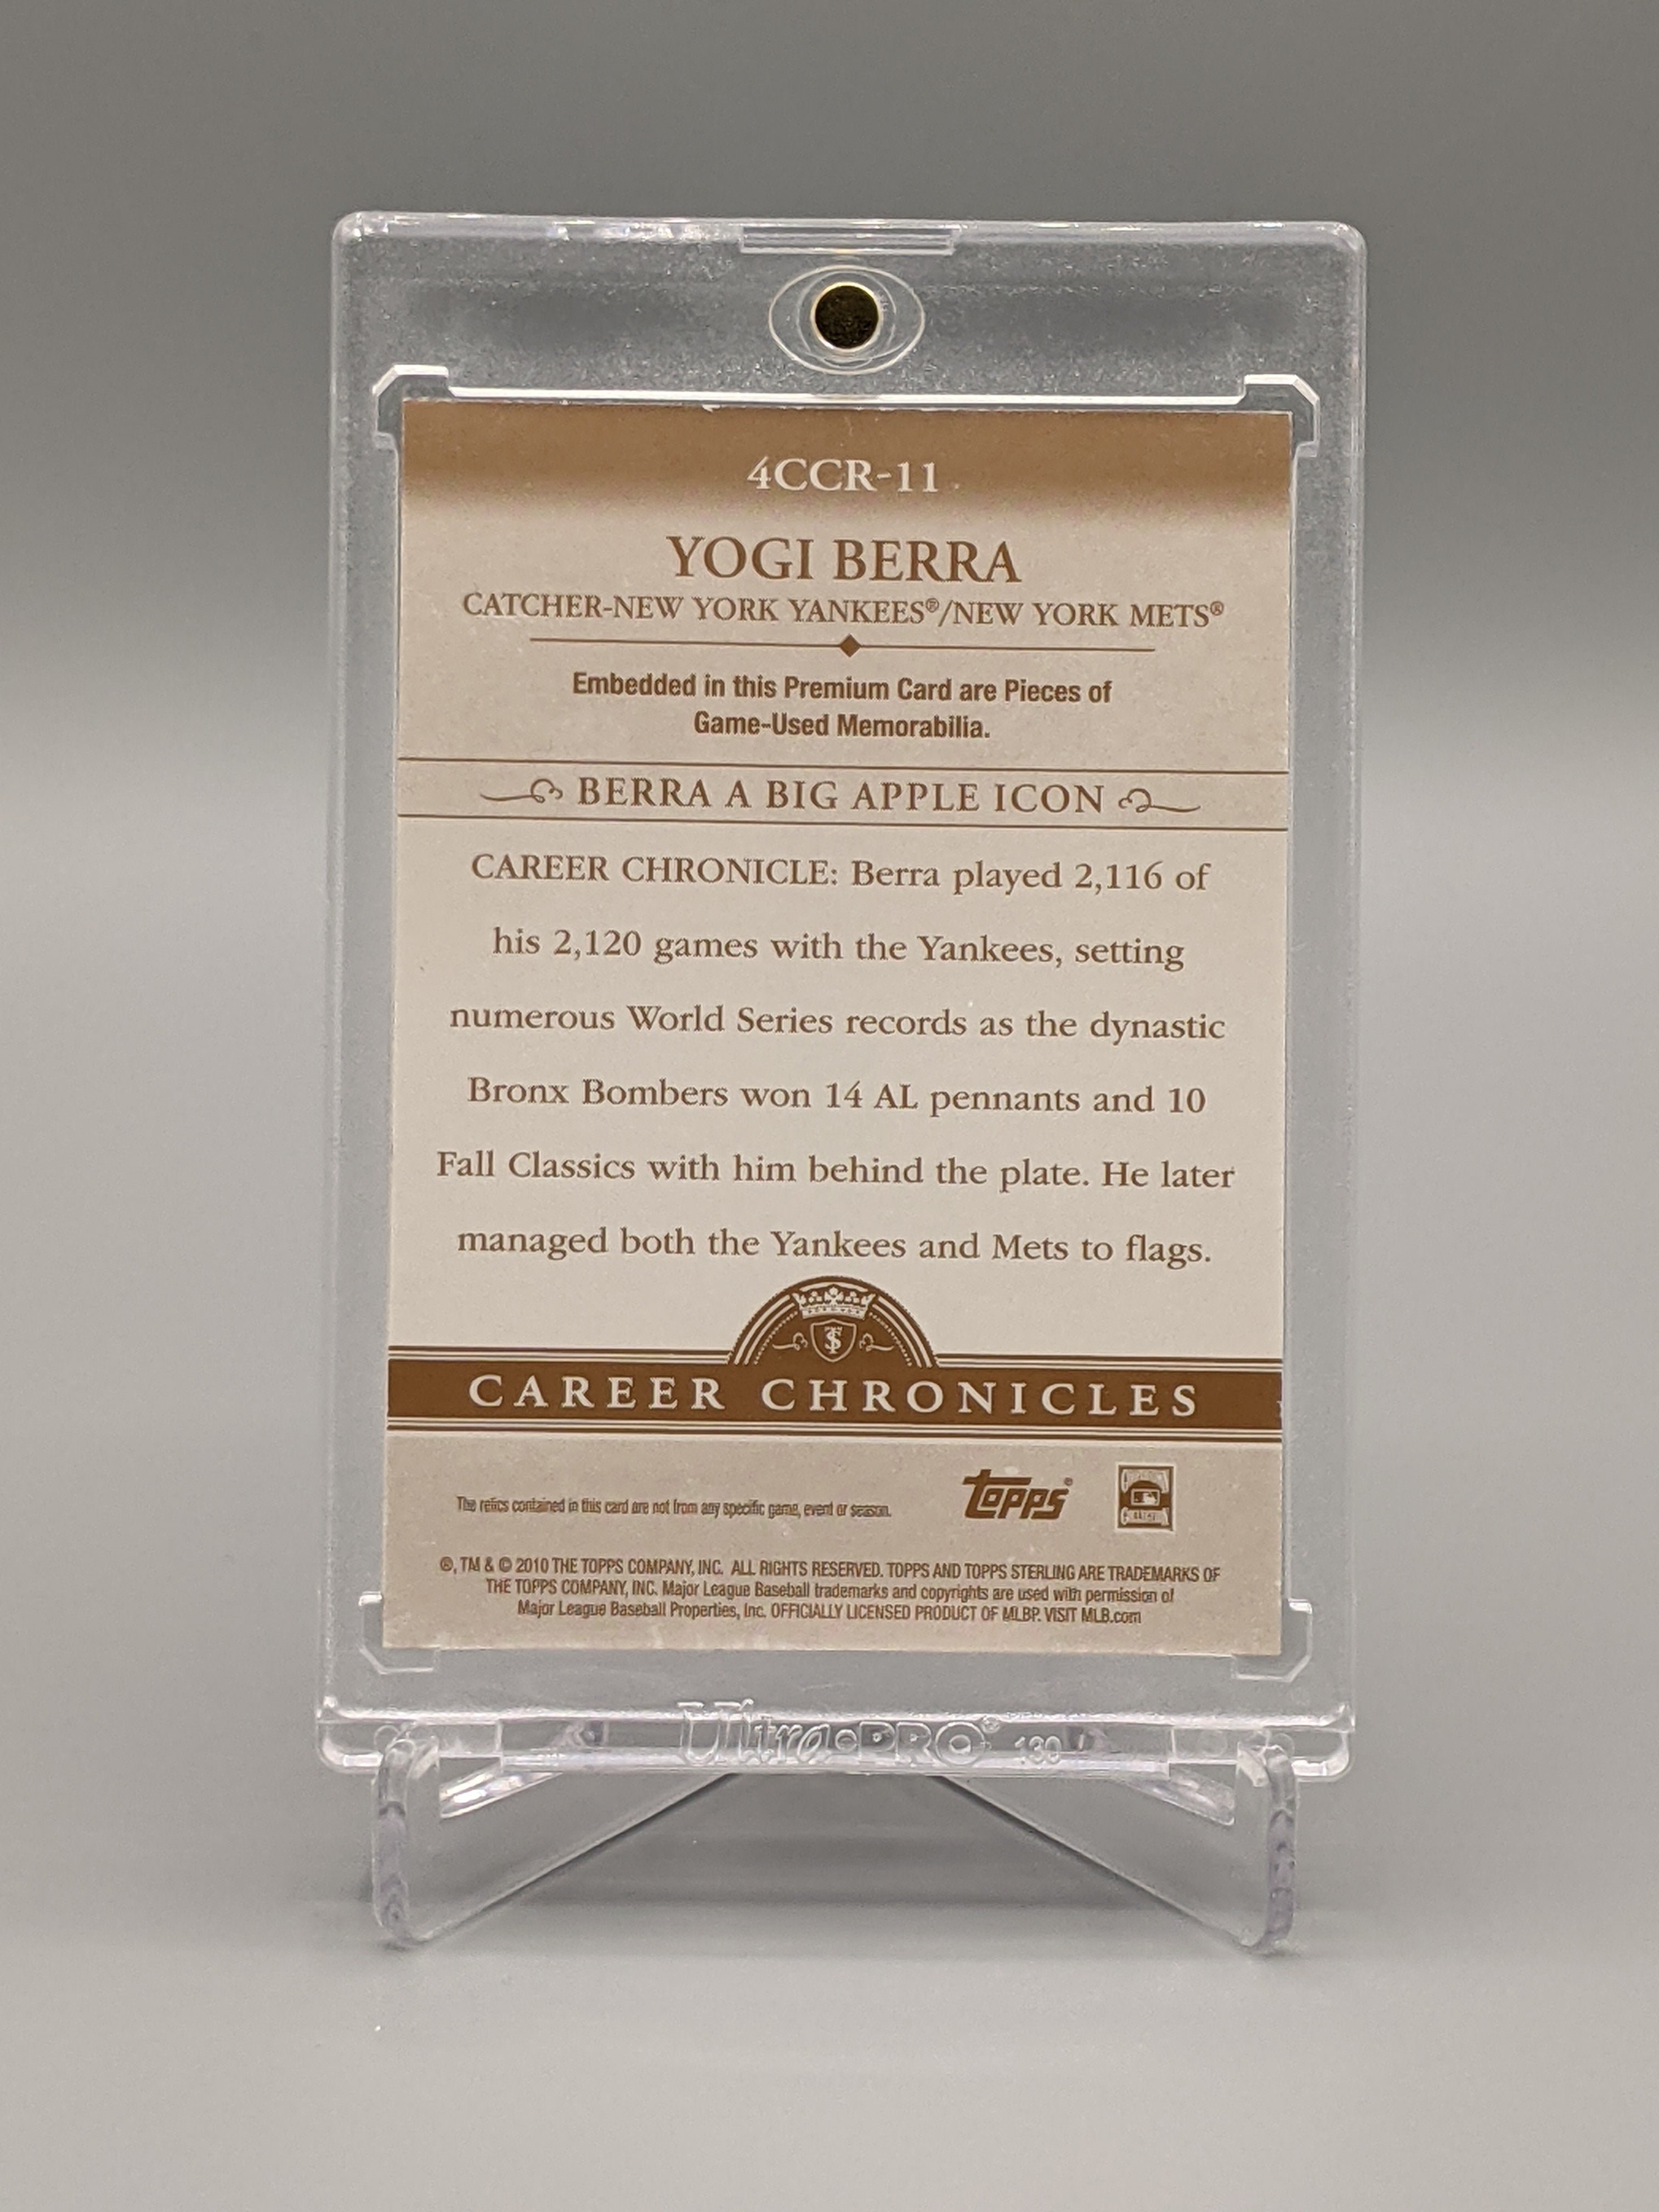 4CCR-11
YOGI BERRA
CATCHER-NEW YORK YANKEES®/NEW YORK METS®
Embedded in this Premium Card are Pieces of
Game-Used Memorabilia.
BERRA A BIG APPLE ICON
CAREER CHRONICLE: Berra played 2,116 of
his 2,120 games with the Yankees, setting
numerous World Series records as the dynastic
Bronx Bombers won 14 AL pennants and 10
Fall Classics with him behind the plate. He later
managed both the Yankees and Mets to flags.
CAREER CHRONICLES
The relics contained in this card are not from any specific game, event or season.
Topps®
®, TM & © 2010 THE TOPPS COMPANY, INC. ALL RIGHTS RESERVED. TOPPS AND TOPPS STERLING ARE TRADEMARKS OF
THE TOPPS COMPANY, INC. Major League Baseball trademarks and copyrights are used with permission of
Major League Baseball Properties, Inc. OFFICIALLY LICENSED PRODUCT OF MLBP. VISIT MLB.com
Ultra•PRO® 130